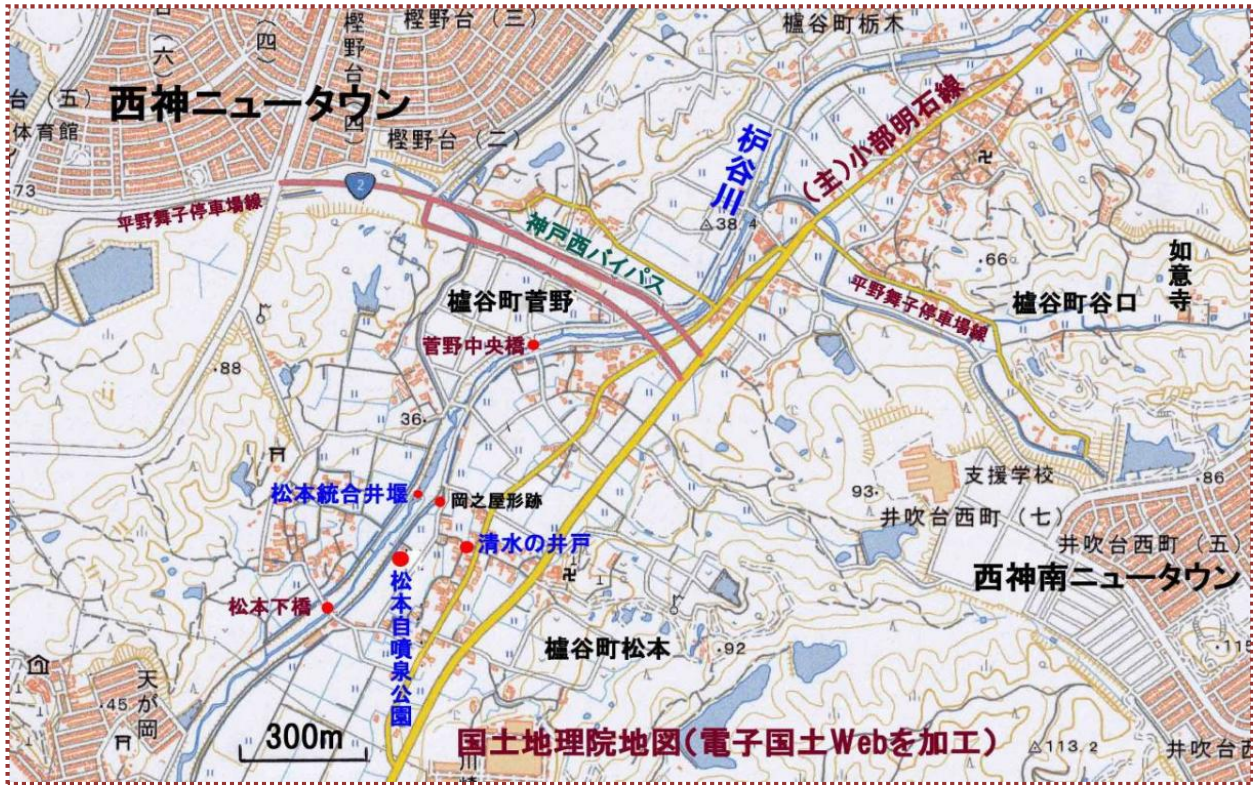 台（六）
（四）
樫野台（三）
櫨谷町栃木
西神ニュータウン
台（五）
体育館
樫野台（四）
樫野台（二）
73
平野舞子停車場線
2
神戸西バイパス
枦谷川
（主）小部明石線
卍
38.4
66
如意寺
櫨谷町谷口
平野舞子停車場線
櫨谷町菅野
菅野中央橋
88
36
松本統合井堰
岡之屋形跡
清水の井戸
松本下橋
松本自噴泉公園
卍
櫨谷町松本
92
93
支援学校
86
井吹台西町（七）
井吹台西町（五）
西神南ニュータウン
天が岡
45
300m
国土地理院地図（電子国土Webを加工）
113.2
井吹台西